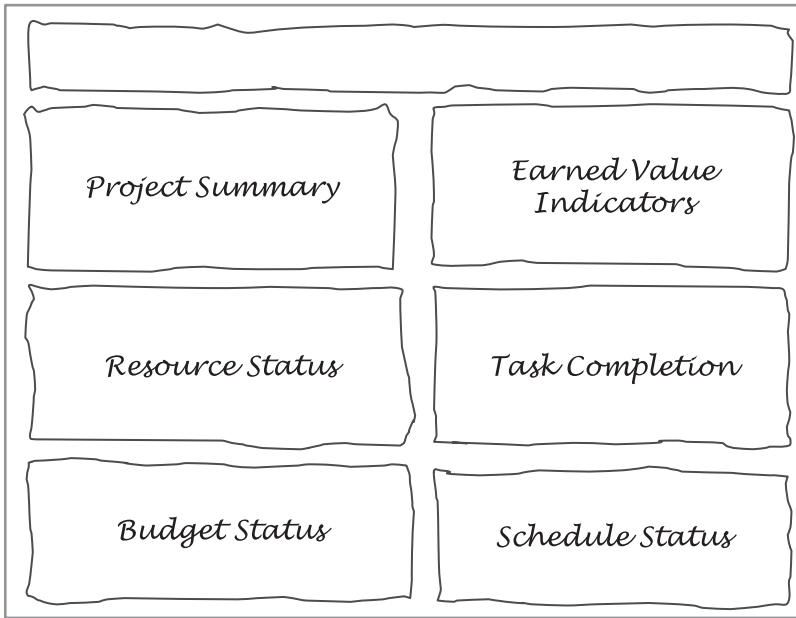 Project Summary
Earned Value
Indicators
Resource Status
Task Completion
Budget Status
Schedule Status